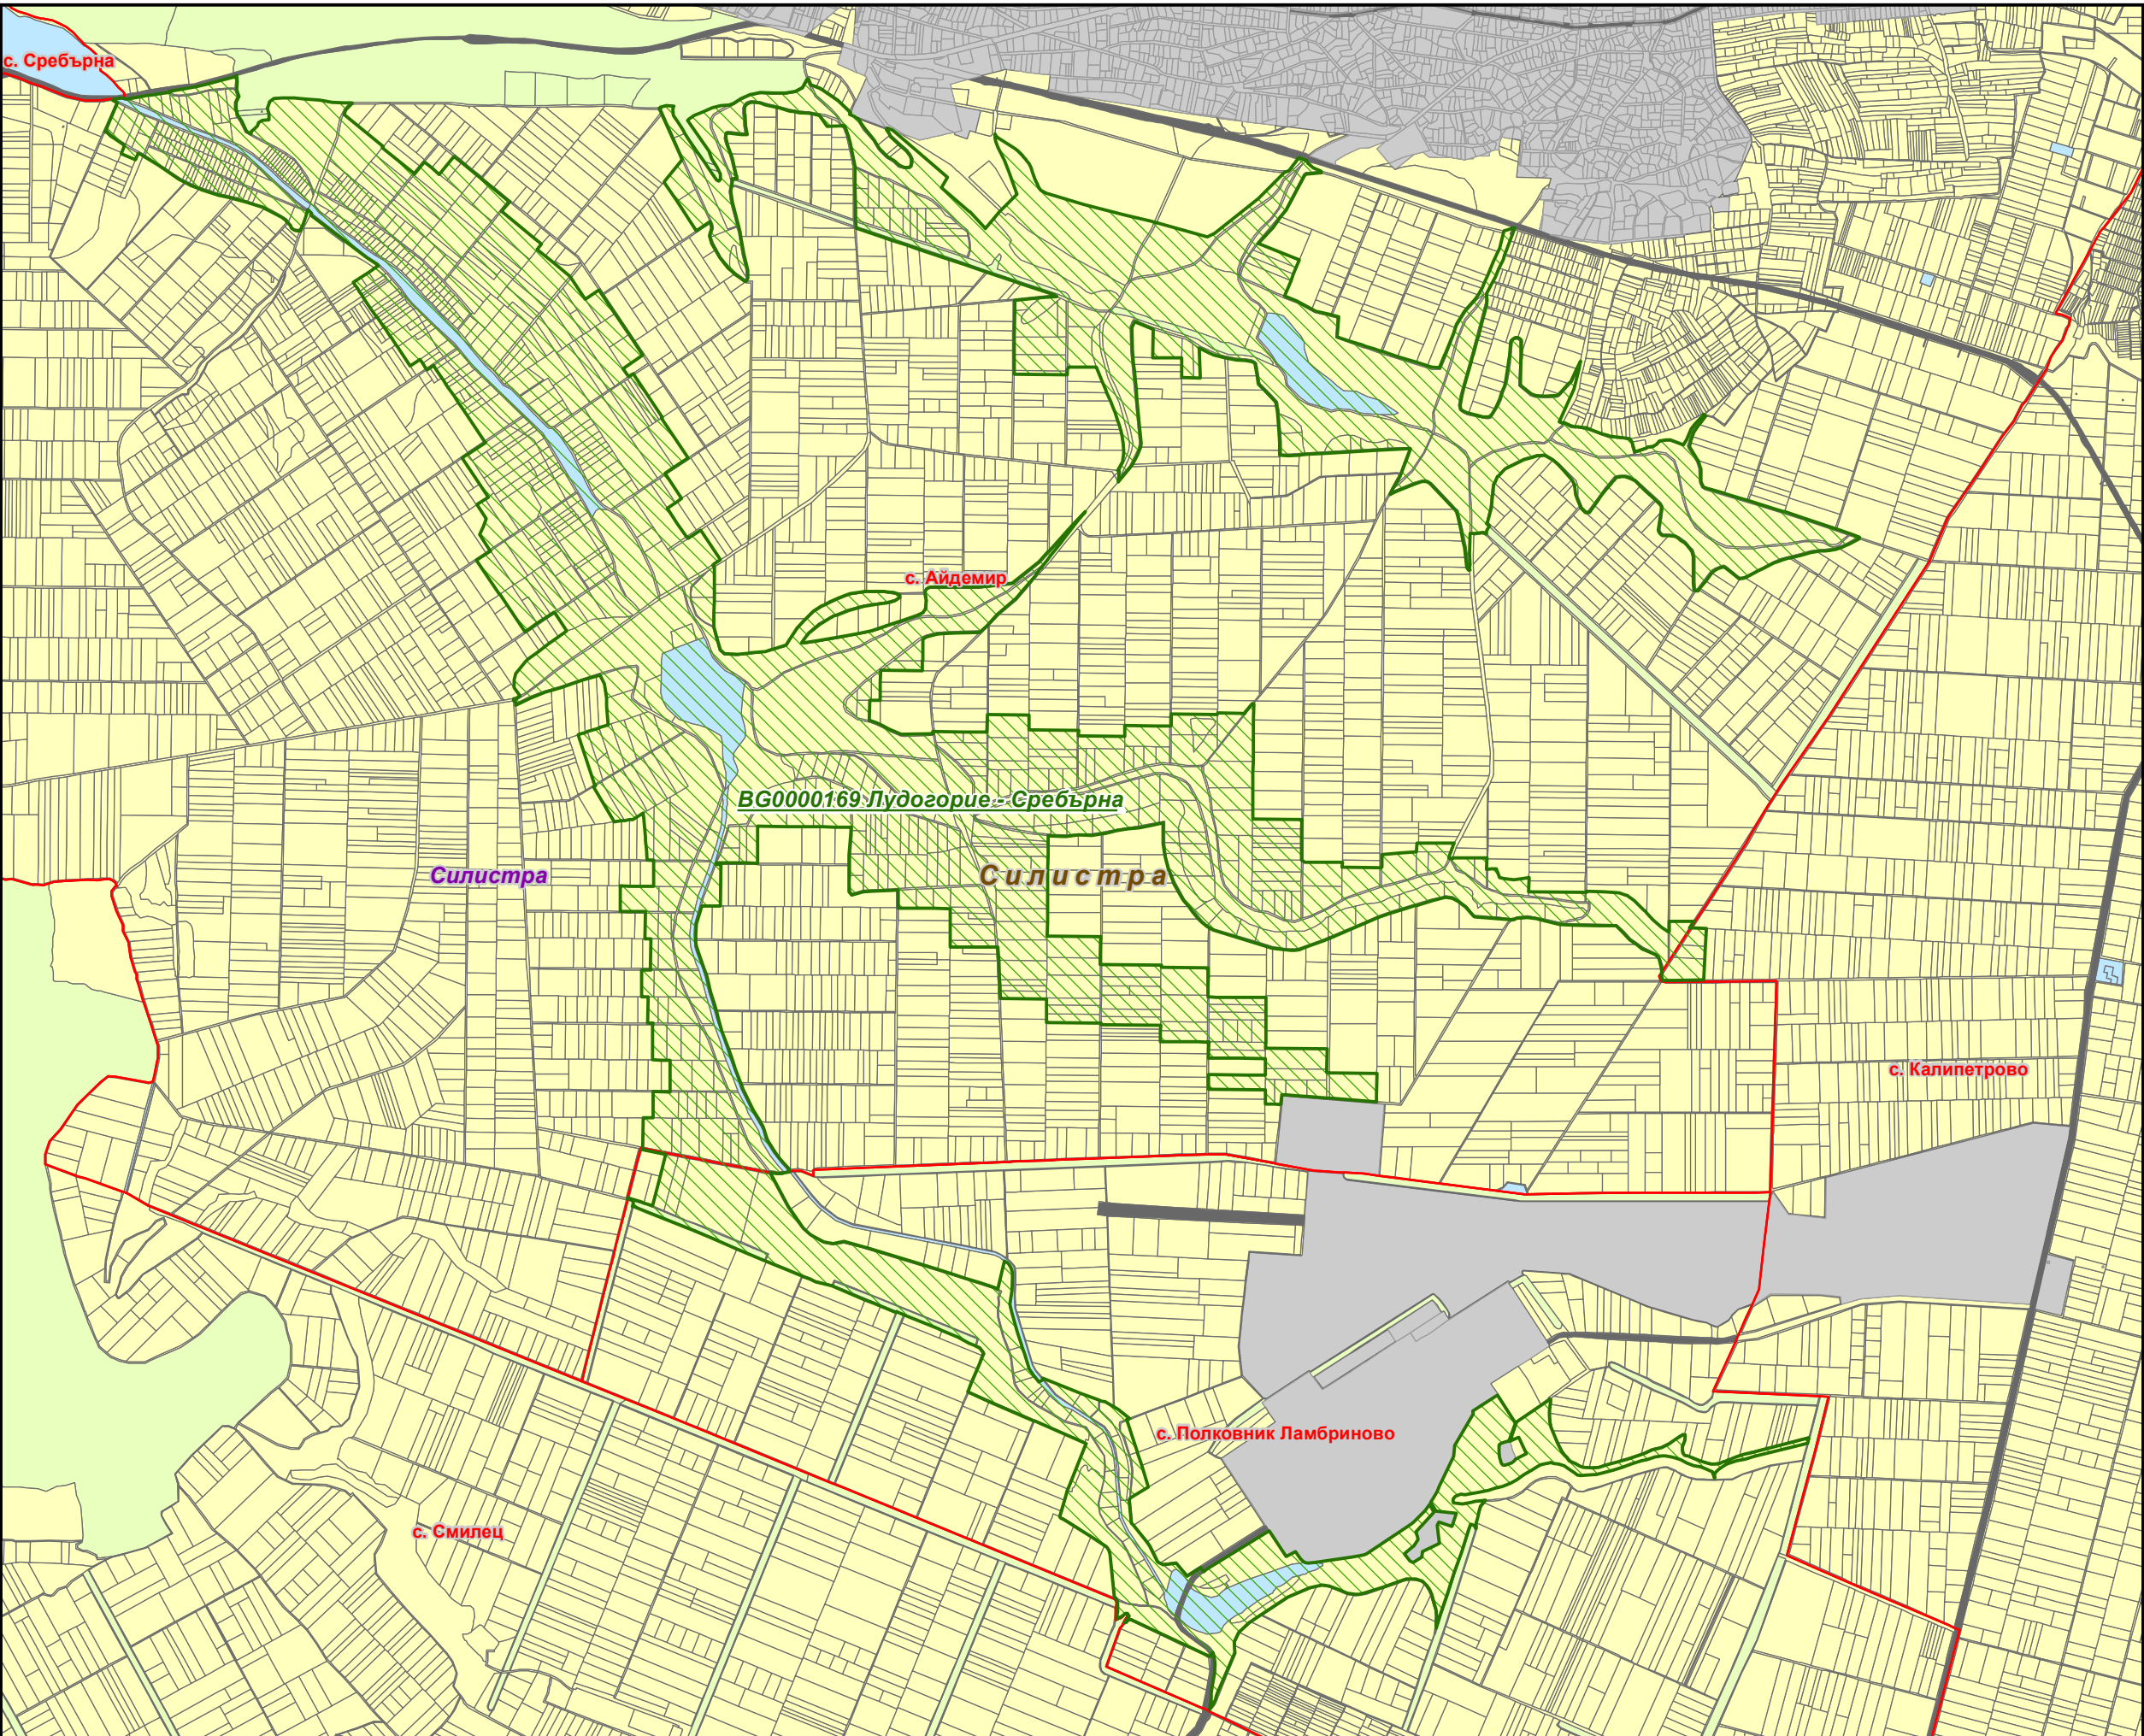 с. Сребърна
с. Айдемир
BG0000169 Лудогорие - Сребърна
Силистра
Силистра
с. Калипетрово
с. Полковник Ламбриново
с. Смилец